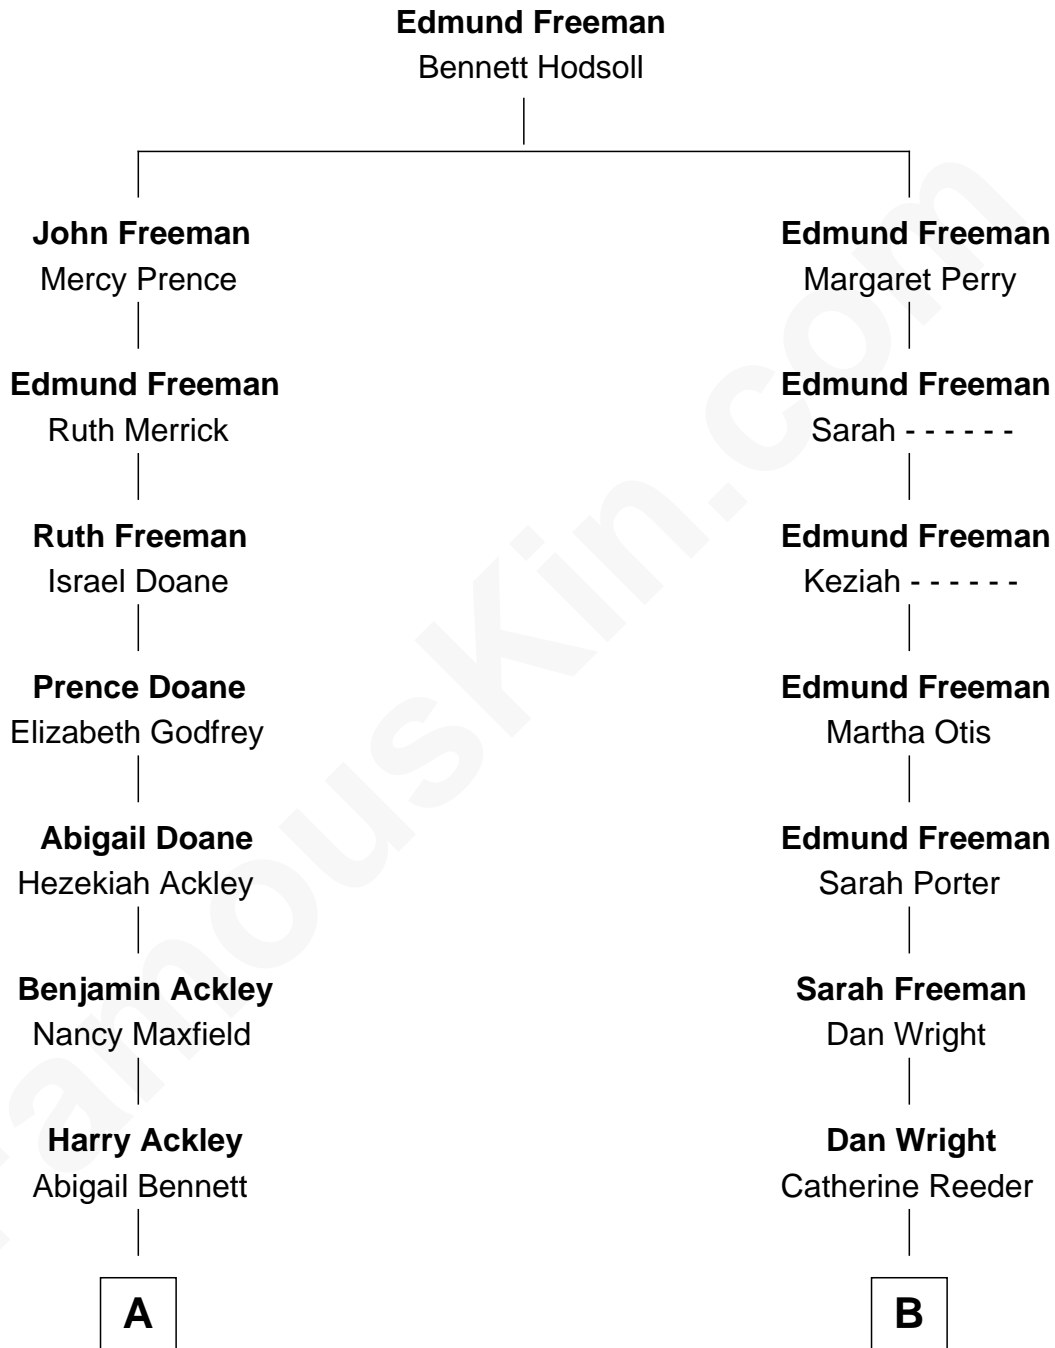 Edmund Freeman
Bennett Hodsoll
John Freeman
Mercy Prence
Edmund Freeman
Margaret Perry
Edmund Freeman
Ruth Merrick
Edmund Freeman
Sarah - - - - - -
Ruth Freeman
Israel Doane
Edmund Freeman
Keziah - - - - - -
Prence Doane
Elizabeth Godfrey
Edmund Freeman
Martha Otis
Abigail Doane
Hezekiah Ackley
Edmund Freeman
Sarah Porter
Benjamin Ackley
Nancy Maxfield
Sarah Freeman
Dan Wright
Harry Ackley
Abigail Bennett
Dan Wright
Catherine Reeder
A
B
FamousKin.com